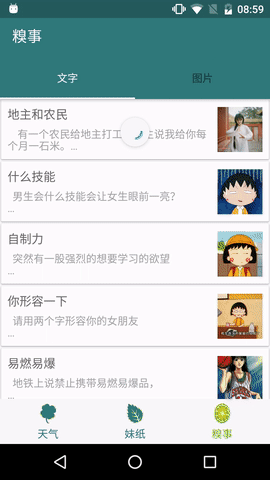 08:59
糗事
文字 图片
地主和农民
有一个农民给地主打工 主说我给你每
个月一石米。...
什么技能
男生会什么技能会让女生眼前一亮？
...
自制力
突然有一股强烈的想要学习的欲望
...
你形容一下
请用两个字形容你的女朋友
...
易燃易爆
地铁上说禁止携带易燃易爆品，
...
天气 妹纸 糗事